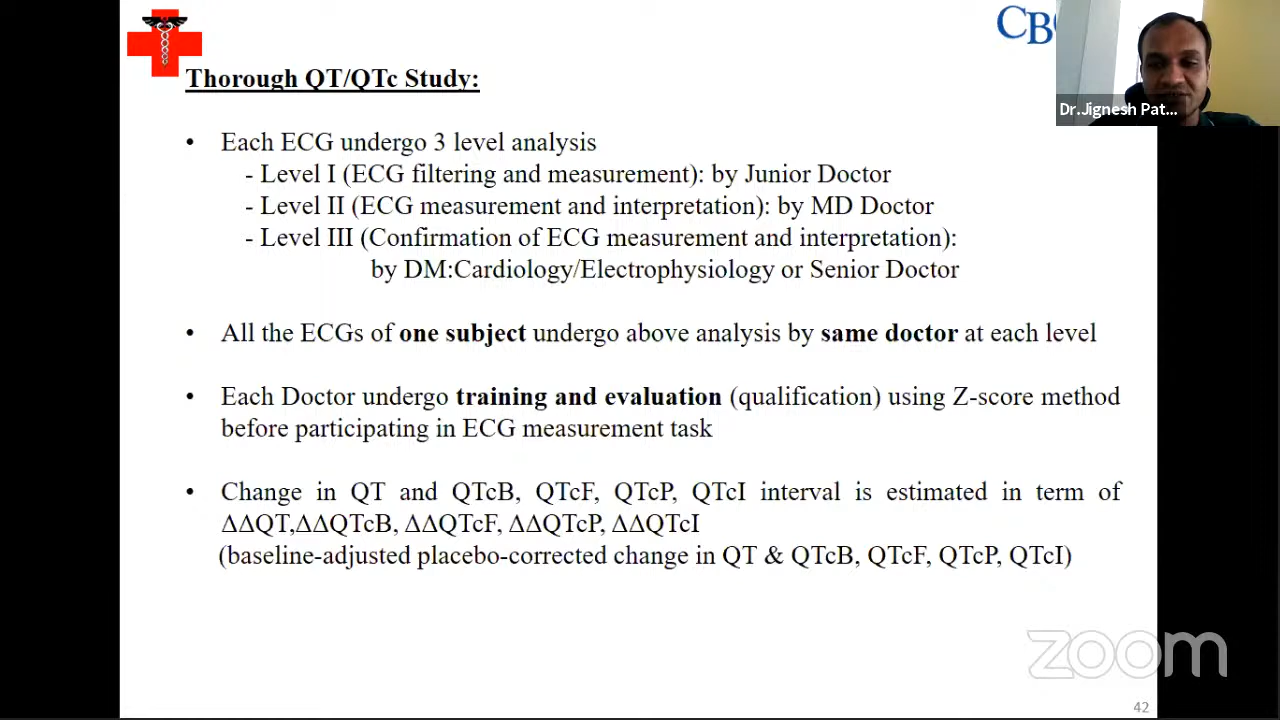 CB
Thorough QT/QTc Study:
Dr.Jignesh Pat...
• Each ECG undergo 3 level analysis
- Level I (ECG filtering and measurement): by Junior Doctor
- Level II (ECG measurement and interpretation): by MD Doctor
- Level III (Confirmation of ECG measurement and interpretation):
by DM:Cardiology/Electrophysiology or Senior Doctor
• All the ECGs of one subject undergo above analysis by same doctor at each level
• Each Doctor undergo training and evaluation (qualification) using Z-score method
before participating in ECG measurement task
• Change in QT and QTcB, QTcF, QTcP, QTcI interval is estimated in term of
ΔΔQT,ΔΔQTcB, ΔΔQTcF, ΔΔQTcP, ΔΔQTcI
(baseline-adjusted placebo-corrected change in QT & QTcB, QTcF, QTcP, QTcI)
zoom
42